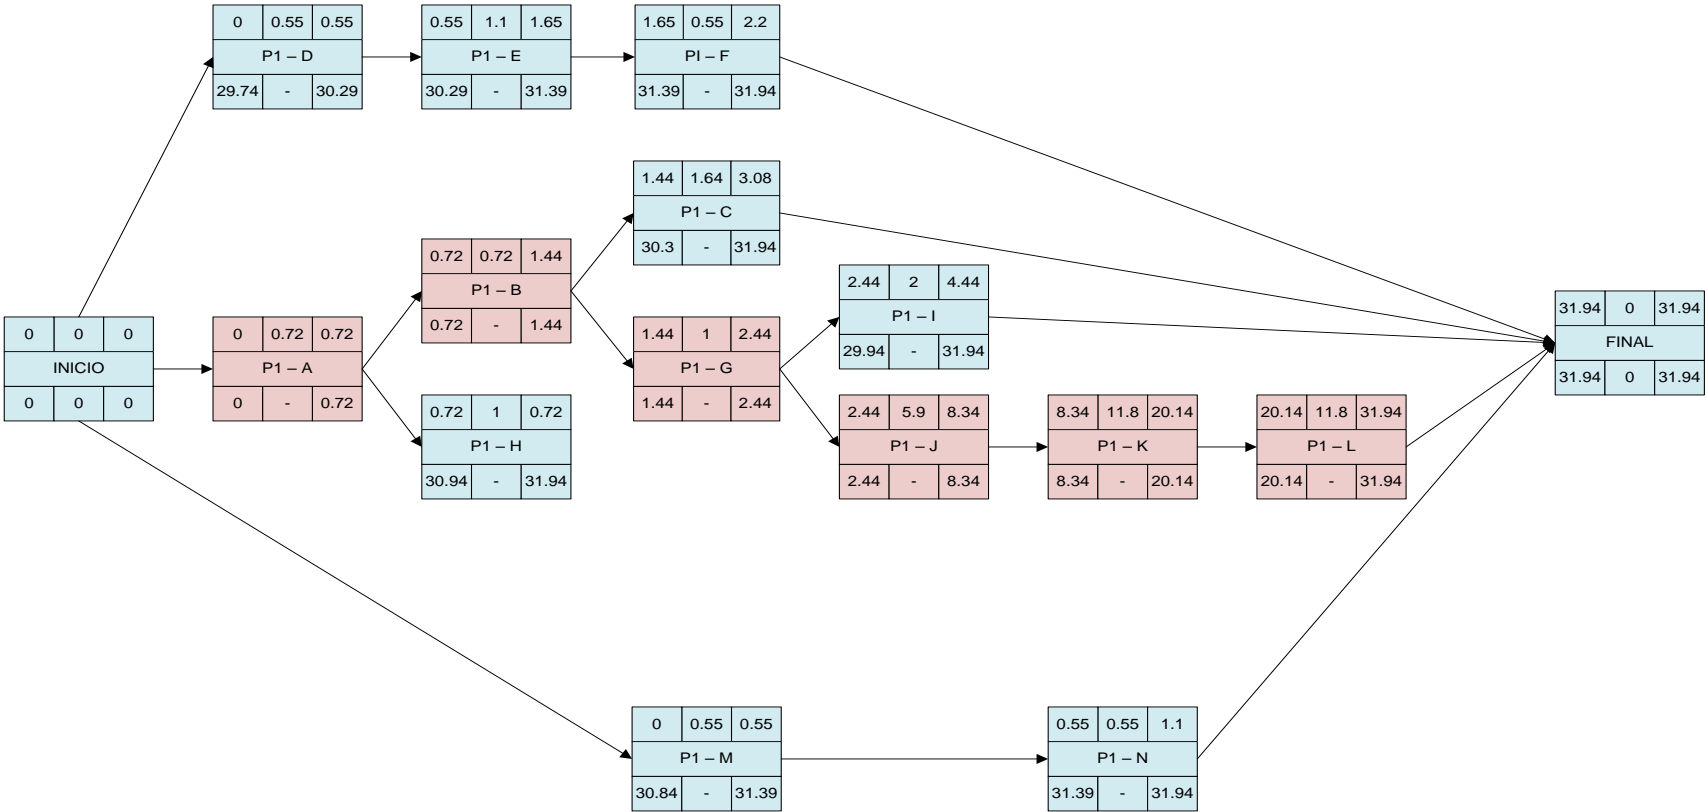 0 0.55 0.55
P1 – D
29.74 - 30.29
0.55 1.1 1.65
P1 – E
30.29 - 31.39
1.65 0.55 2.2
PI – F
31.39 - 31.94
1.44 1.64 3.08
P1 – C
30.3 - 31.94
0.72 0.72 1.44
P1 – B
0.72 - 1.44
2.44 2 4.44
P1 – I
29.94 - 31.94
31.94 0 31.94
FINAL
31.94 0 31.94
0 0 0
INICIO
0 0 0
0 0.72 0.72
P1 – A
0 - 0.72
1.44 1 2.44
P1 – G
1.44 - 2.44
0.72 1 0.72
P1 – H
30.94 - 31.94
2.44 5.9 8.34
P1 – J
2.44 - 8.34
8.34 11.8 20.14
P1 – K
8.34 - 20.14
20.14 11.8 31.94
P1 – L
20.14 - 31.94
0 0.55 0.55
P1 – M
30.84 - 31.39
0.55 0.55 1.1
P1 – N
31.39 - 31.94